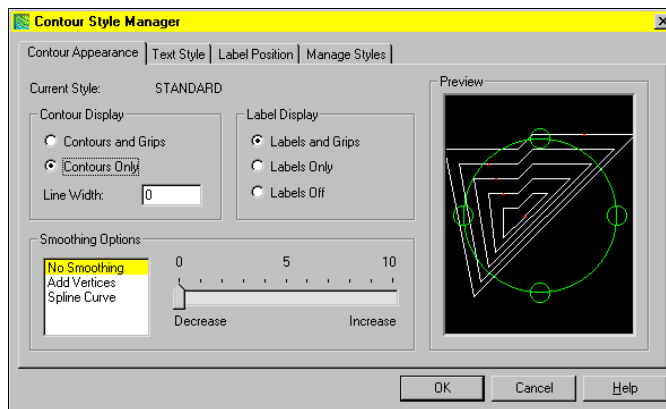 Contour Style Manager
Contour Appearance
Text Style
Label Position
Manage Styles
Current Style: STANDARD
Contour Display
Contours and Grips
Contours Only
Line Width: 0
Label Display
Labels and Grips
Labels Only
Labels Off
Smoothing Options
No Smoothing
Add Vertices
Spline Curve
0 5 10
Decrease Increase
Preview
OK
Cancel
Help